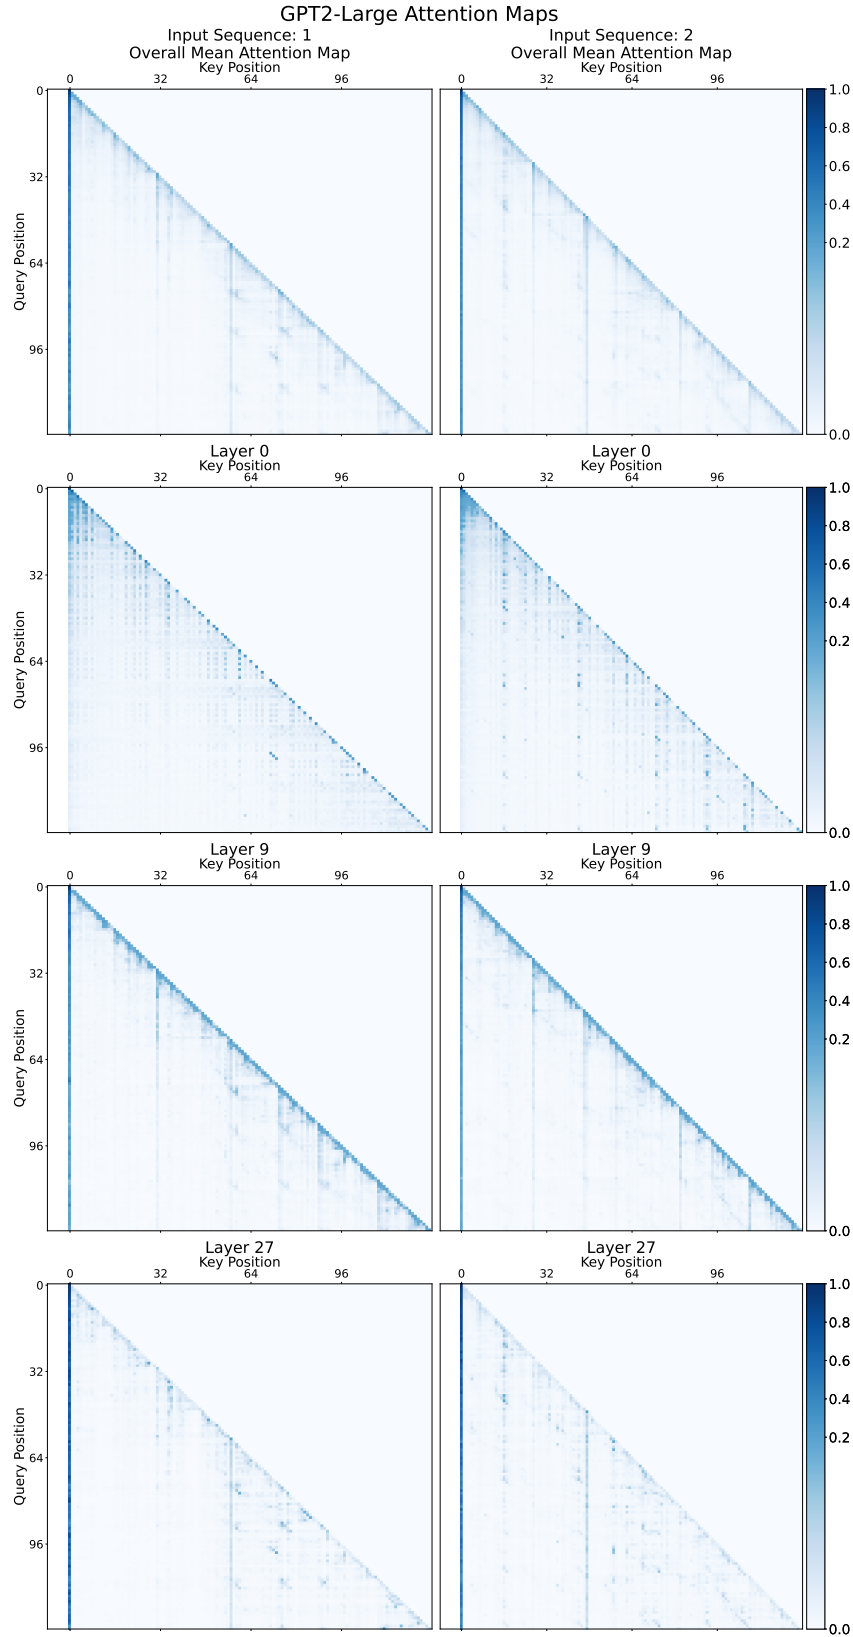 GPT2-Large Attention Maps
Input Sequence: 1
Overall Mean Attention Map
Key Position
0 32 64 96
Input Sequence: 2
Overall Mean Attention Map
Key Position
0 32 64 96
Query Position
0
32
64
96
1.0
0.8
0.6
0.4
0.2
0.0
Layer 0
Key Position
0 32 64 96
Layer 0
Key Position
0 32 64 96
Query Position
0
32
64
96
1.0
0.8
0.6
0.4
0.2
0.0
Layer 9
Key Position
0 32 64 96
Layer 9
Key Position
0 32 64 96
Query Position
0
32
64
96
1.0
0.8
0.6
0.4
0.2
0.0
Layer 27
Key Position
0 32 64 96
Layer 27
Key Position
0 32 64 96
Query Position
0
32
64
96
1.0
0.8
0.6
0.4
0.2
0.0